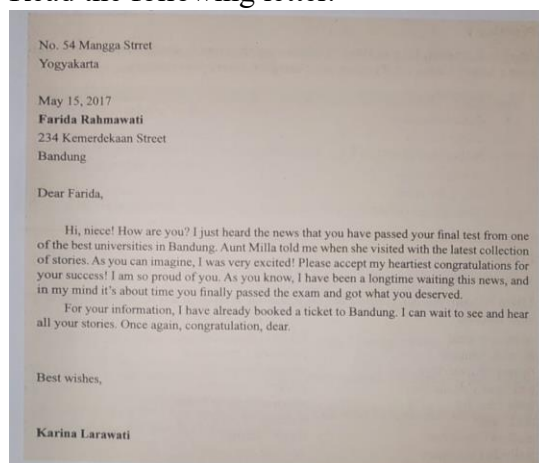 Read the following letter.
No. 54 Mangga Strret
Yogyakarta
May 15, 2017
Farida Rahmawati
234 Kemerdekaan Street
Bandung
Dear Farida,
Hi, niece! How are you? I just heard the news that you have passed your final test from one
of the best universities in Bandung. Aunt Milla told me when she visited with the latest collection
of stories. As you can imagine, I was very excited! Please accept my heartiest congratulations for
your success! I am so proud of you. As you know, I have been a longtime waiting this news, and
in my mind it's about time you finally passed the exam and got what you deserved.
For your information, I have already booked a ticket to Bandung. I can wait to see and hear
all your stories. Once again, congratulation, dear.
Best wishes,
Karina Larawati